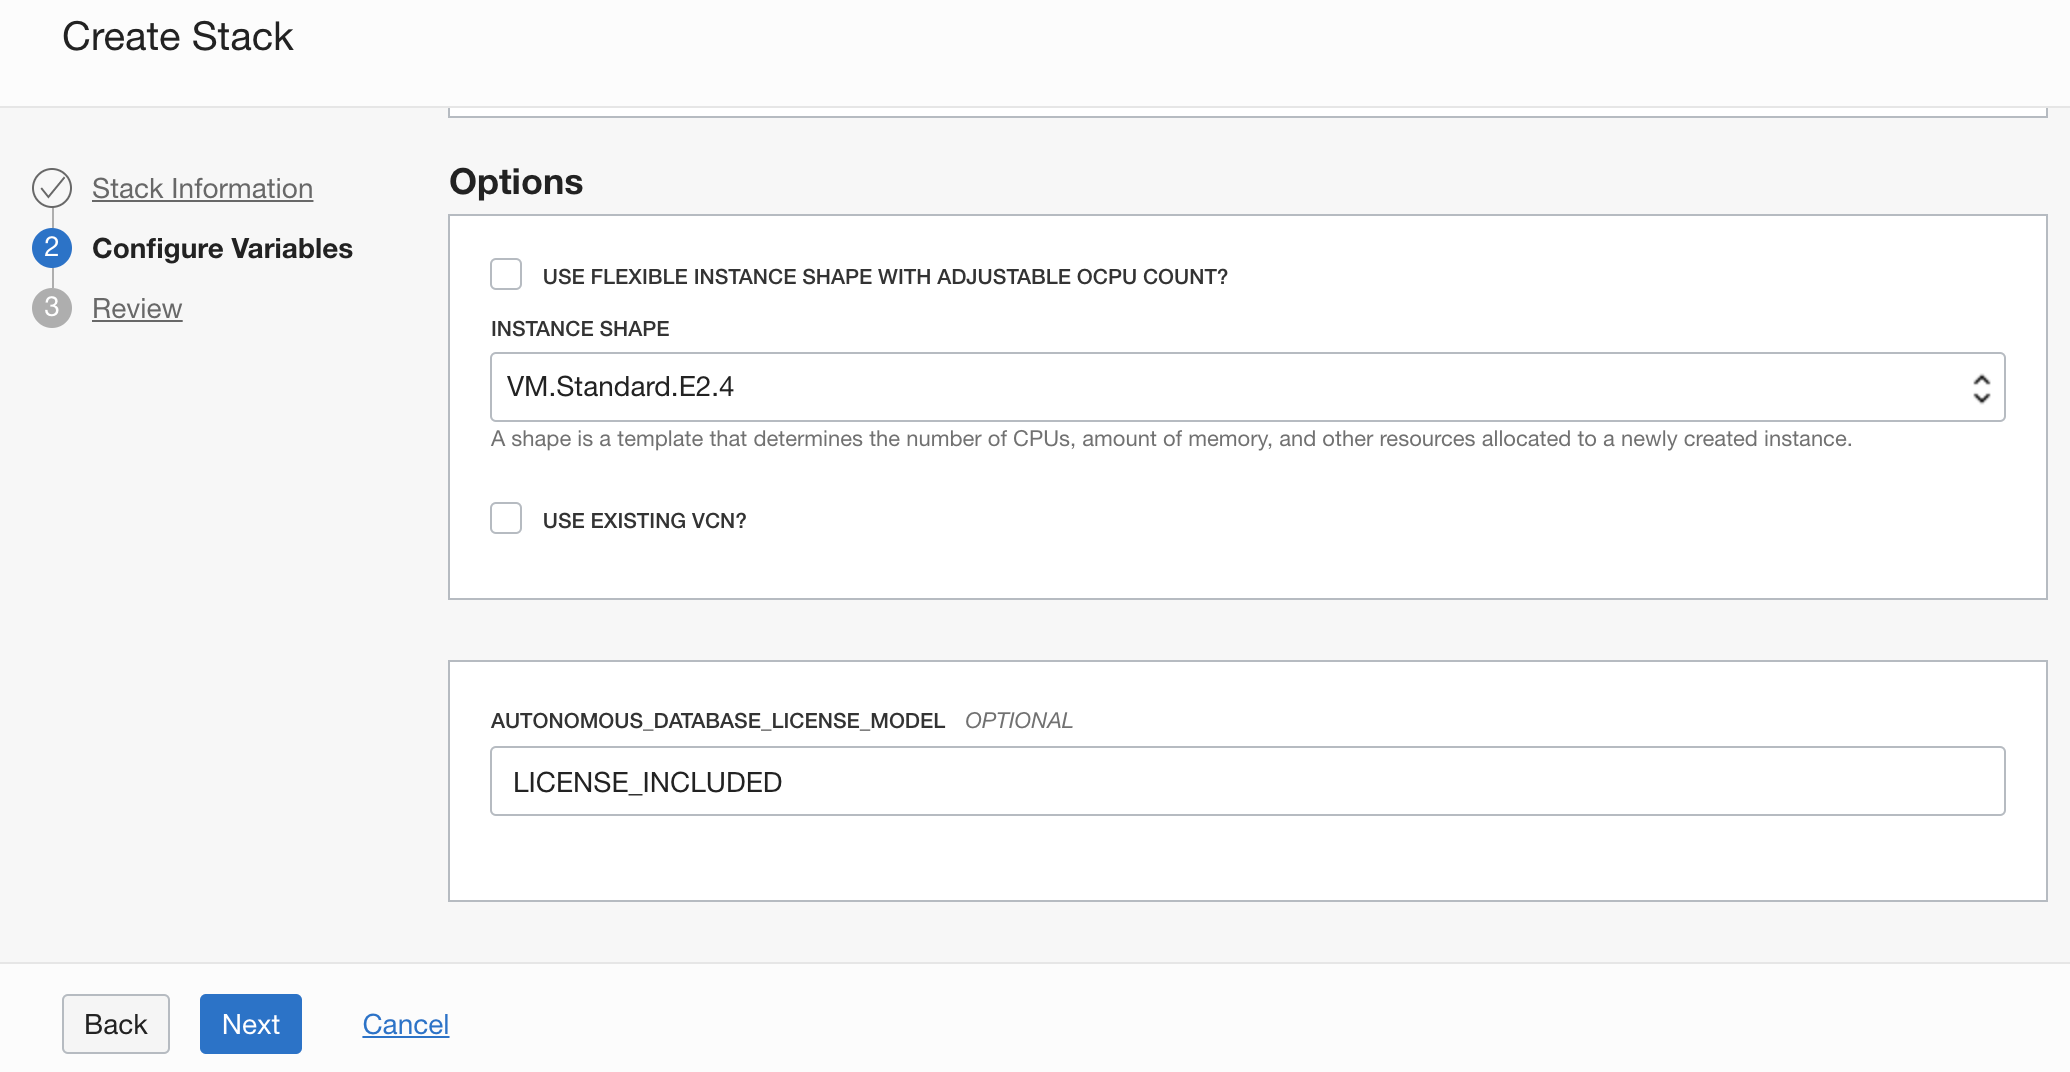 Create Stack
Stack Information
2 Configure Variables
3 Review
Options
USE FLEXIBLE INSTANCE SHAPE WITH ADJUSTABLE OCPU COUNT?
INSTANCE SHAPE
VM.Standard.E2.4
A shape is a template that determines the number of CPUs, amount of memory, and other resources allocated to a newly created instance.
USE EXISTING VCN?
AUTONOMOUS_DATABASE_LICENSE_MODEL OPTIONAL
LICENSE_INCLUDED
Back Next Cancel